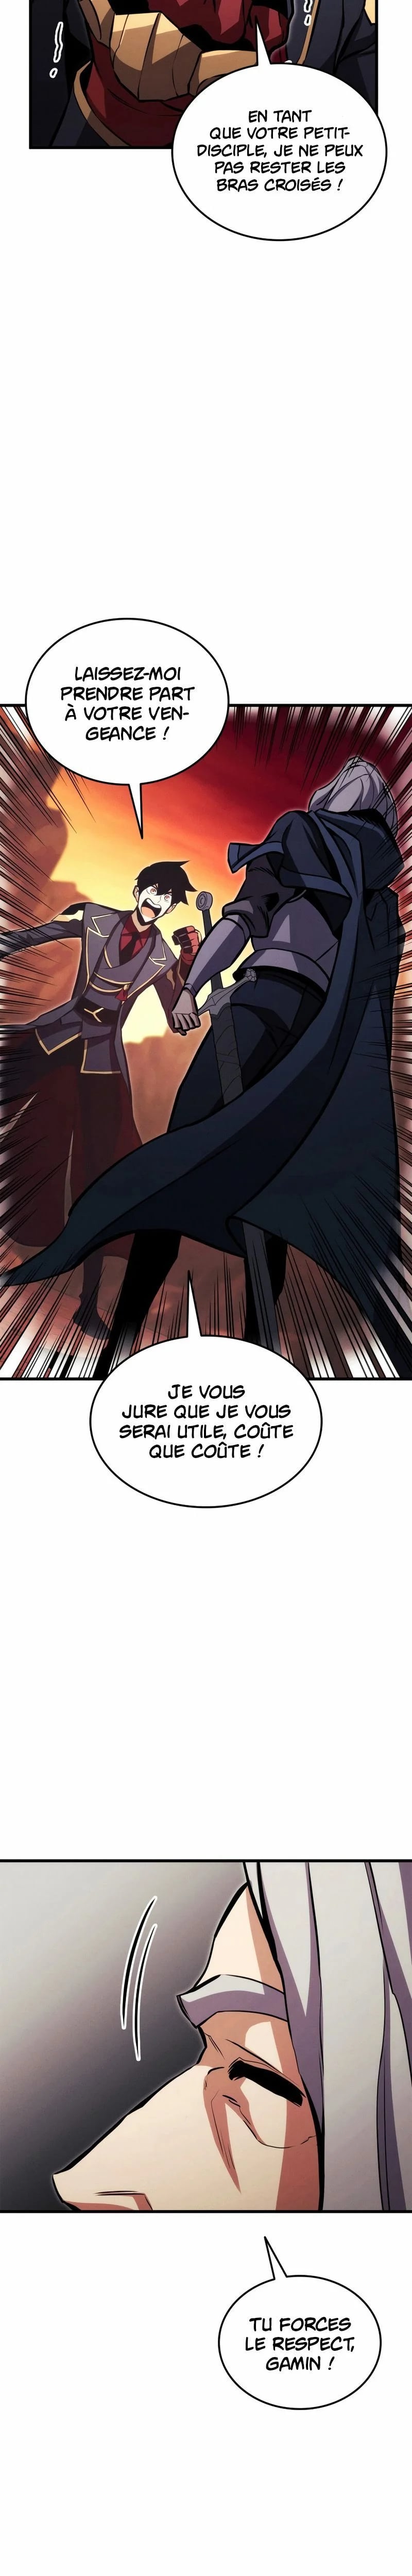 EN TANT
QUE VOTRE PETIT-
DISCIPLE, JE NE PEUX
PAS RESTER LES
BRAS CROISÉS !
LAISSEZ-MOI
PRENDRE PART
À VOTRE VEN-
GEANCE !
JE VOUS
JURE QUE JE VOUS
SERAI UTILE, COÛTE
QUE COÛTE !
TU FORCES
LE RESPECT,
GAMIN !